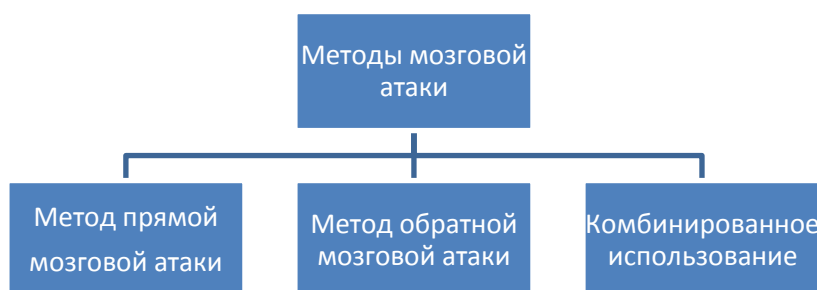 Методы мозговой
атаки
Метод прямой
мозговой атаки
Метод обратной
мозговой атаки
Комбинированное
использование